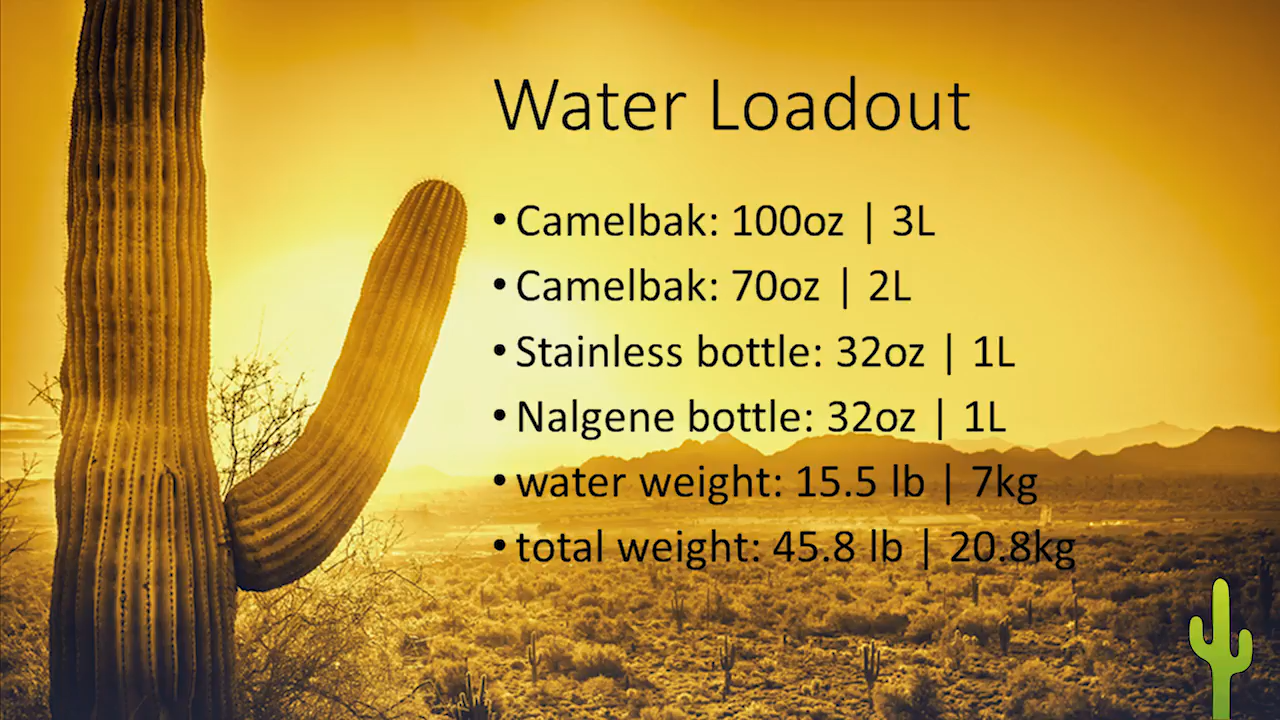 Water Loadout
• Camelbak: 100oz | 3L
• Camelbak: 70oz | 2L
• Stainless bottle: 32oz | 1L
• Nalgene bottle: 32oz | 1L
• water weight: 15.5 lb | 7kg
• total weight: 45.8 lb | 20.8kg